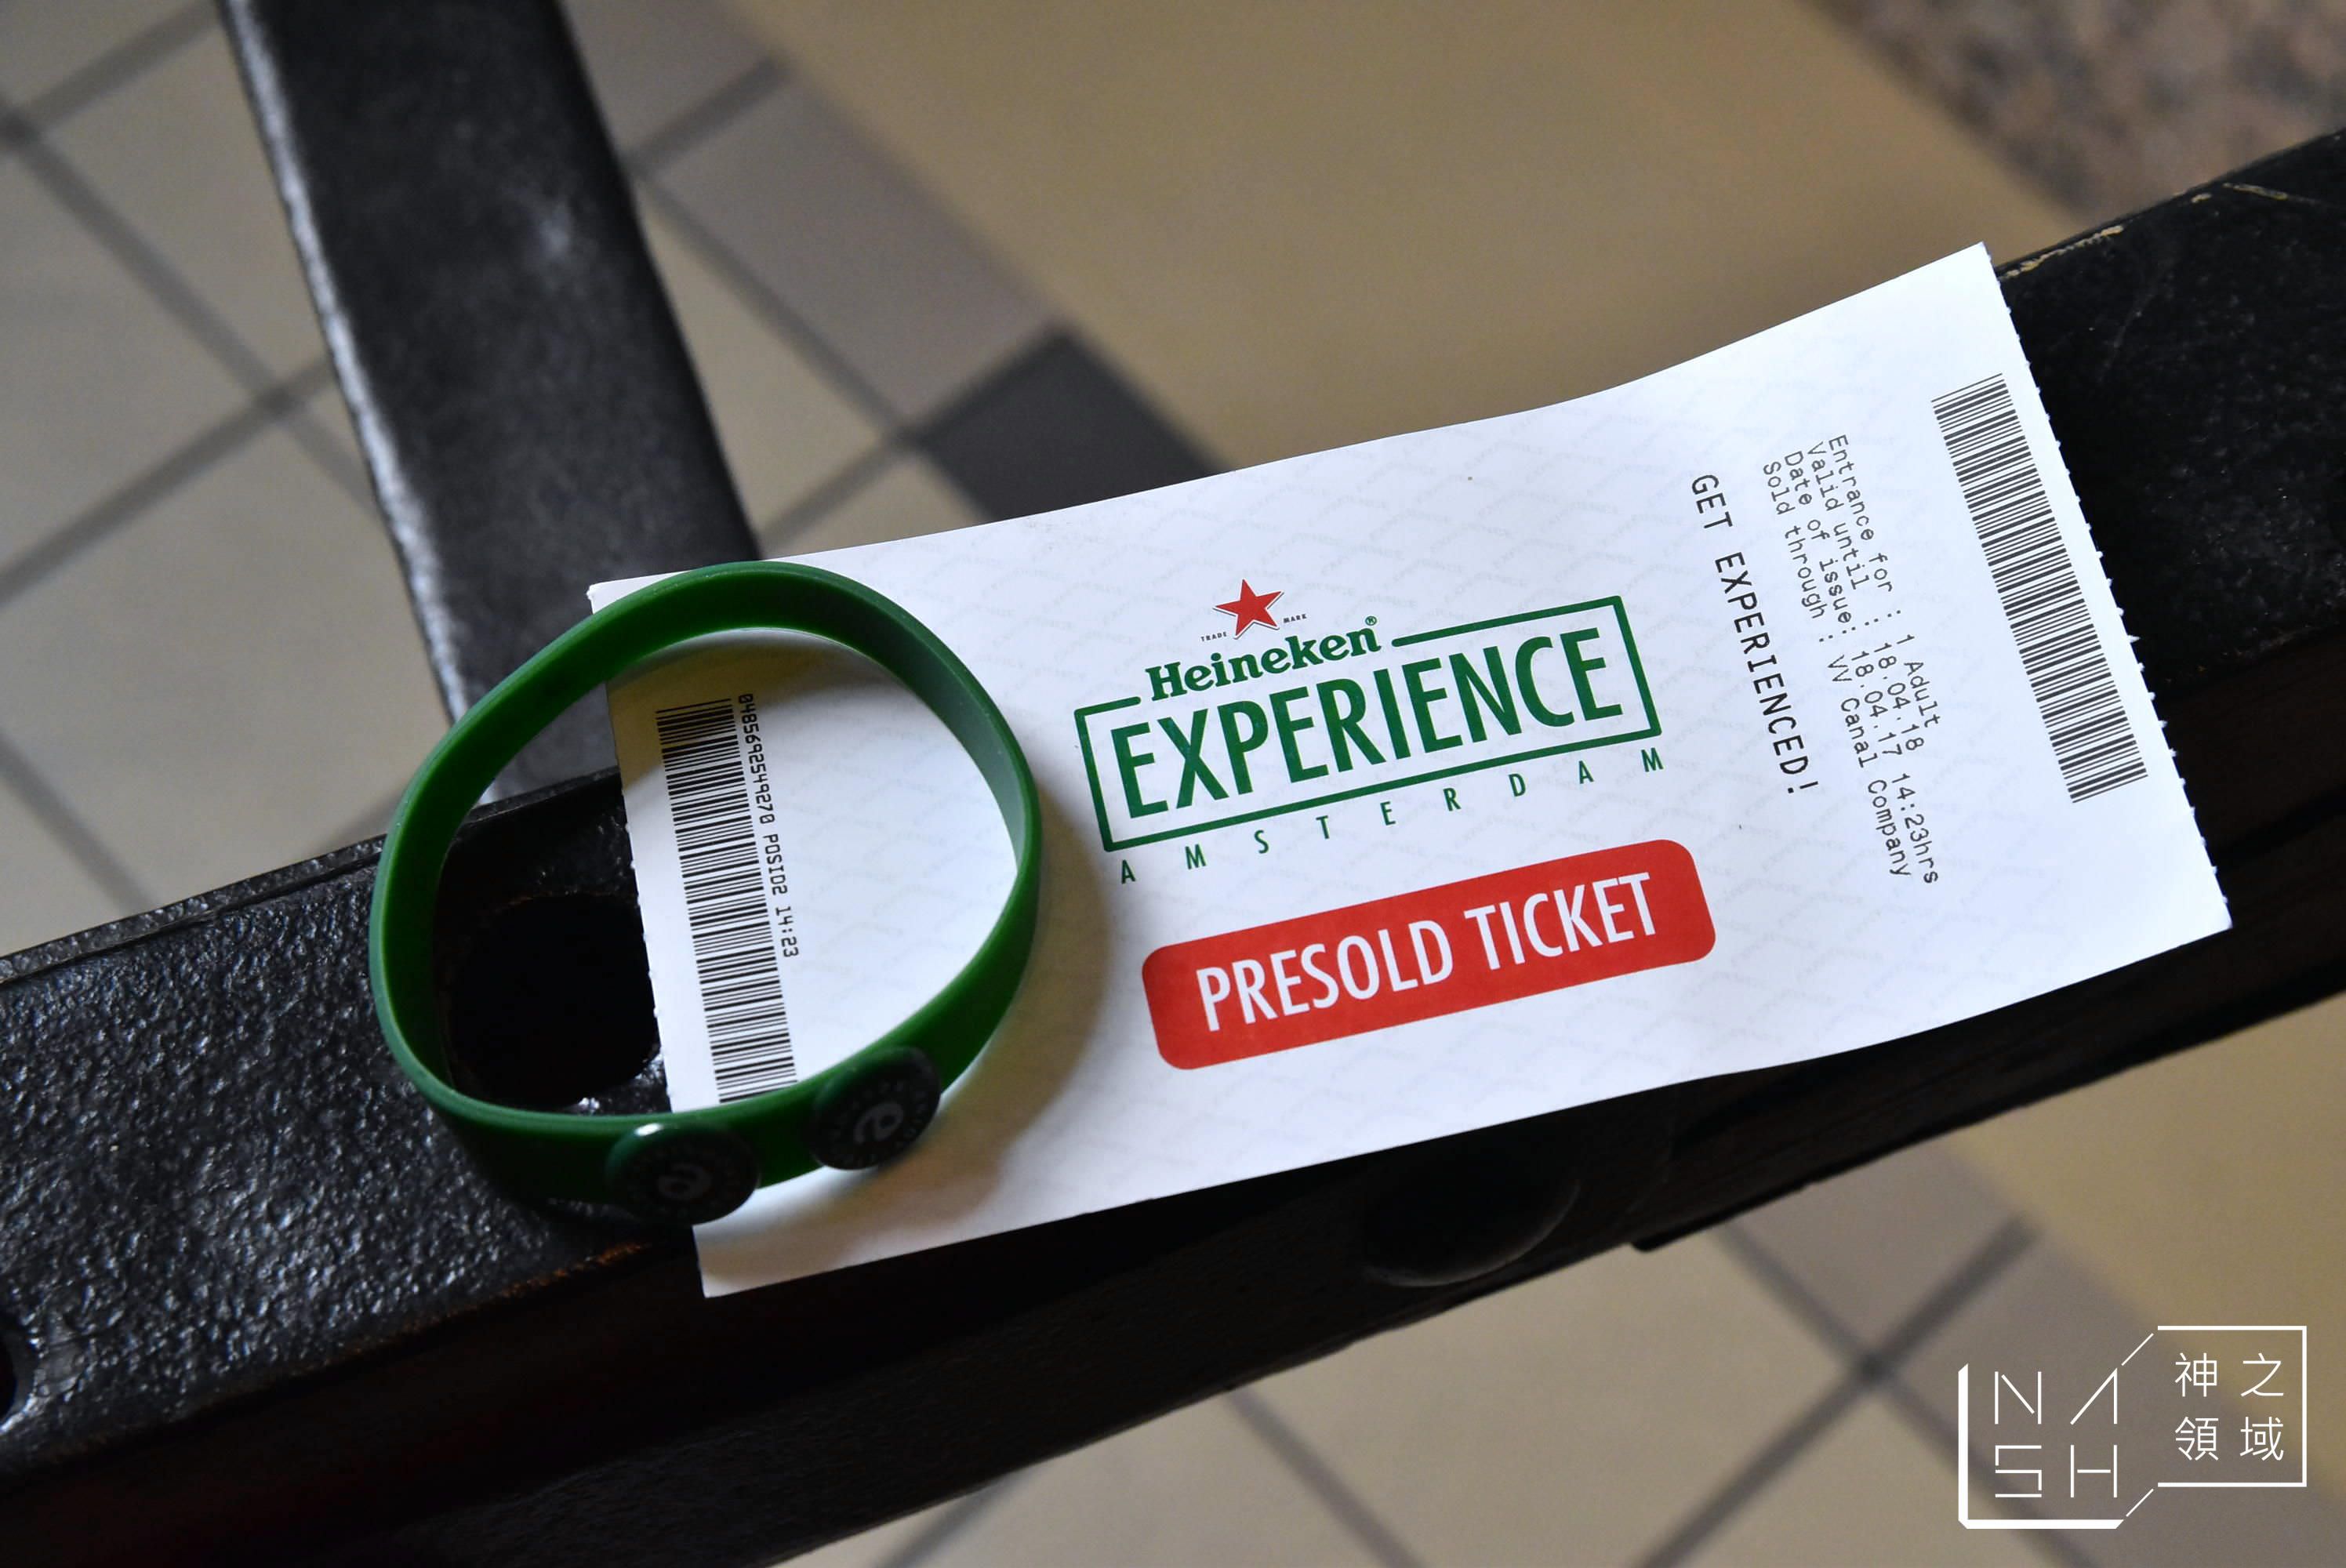 TRADE MARK
Heineken®
EXPERIENCE
AMSTERDAM
PRESOLD TICKET
GET EXPERIENCED!
Entrance for : 1 Adult
Valid until : 18.04.18
Date of issue: 18.04.17 14:23hrs
Sold through : VV Canal Company
0485692549270 POSID2 14:23
e
e
NASH
神之
領域